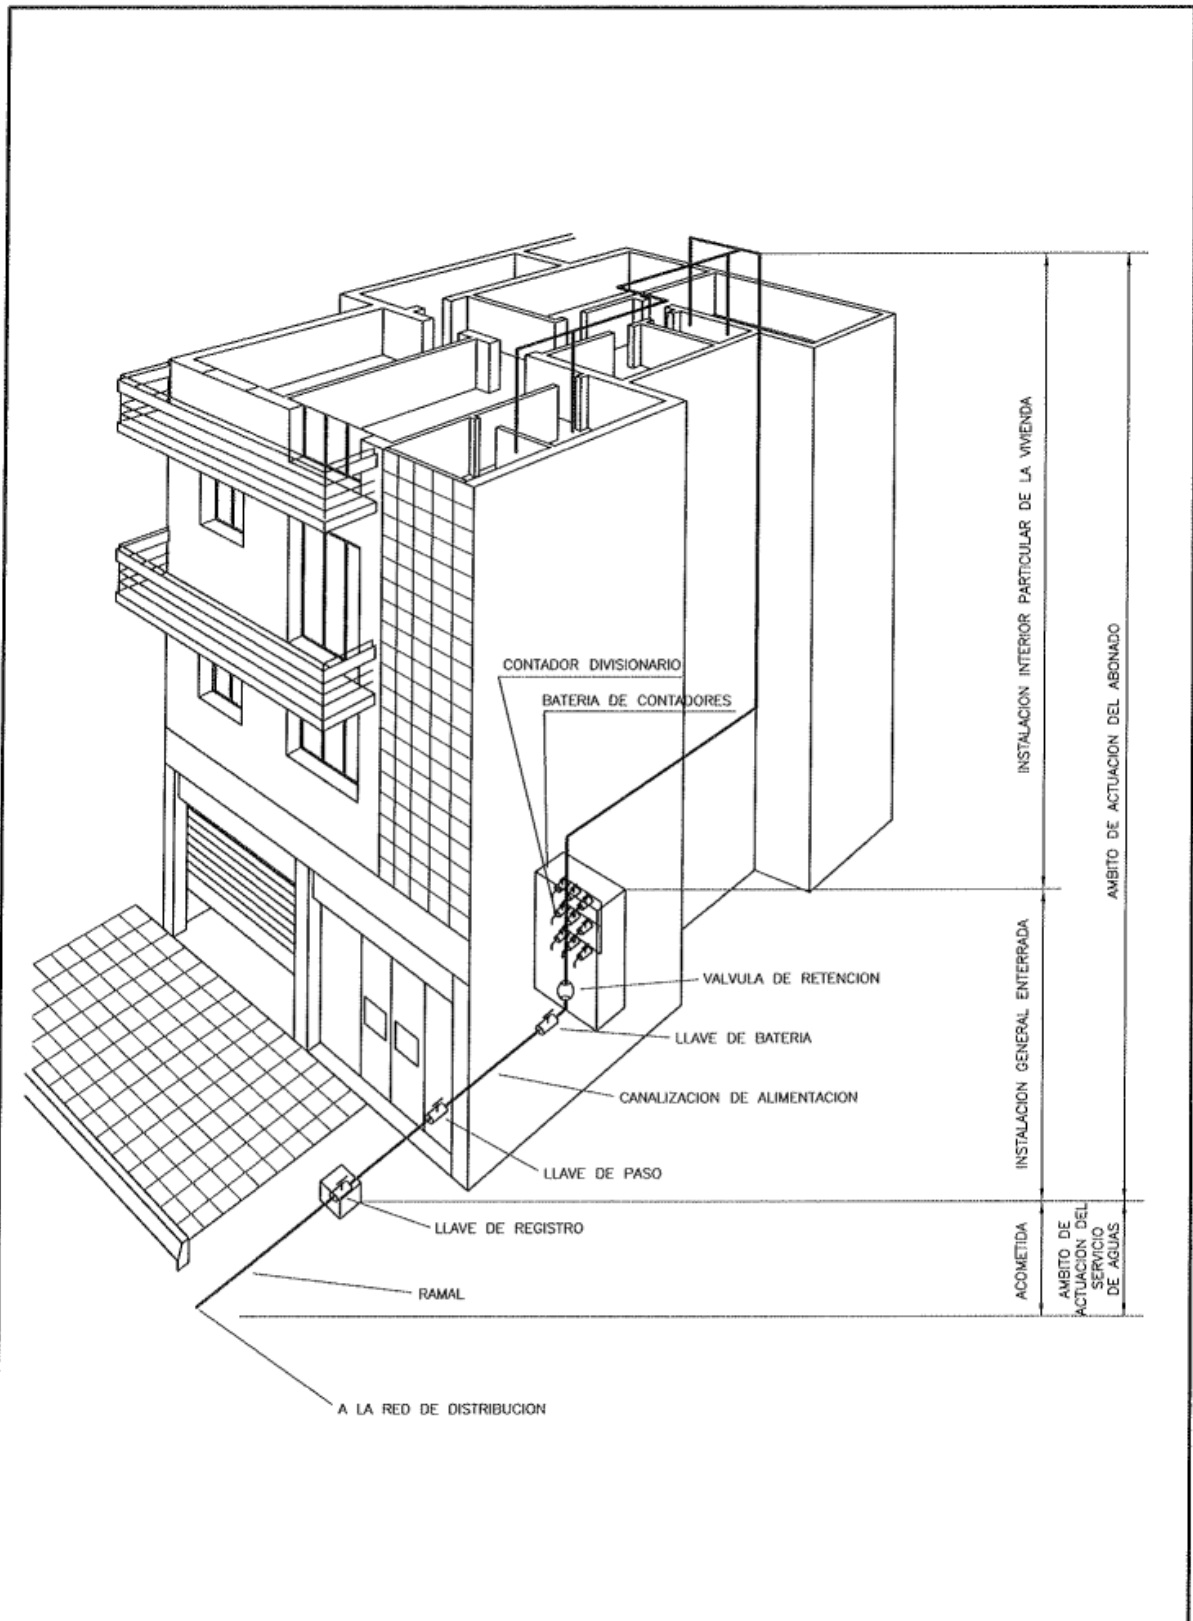 CONTADOR DIVISIONARIO
BATERIA DE CONTADORES
VALVULA DE RETENCION
LLAVE DE BATERIA
CANALIZACION DE ALIMENTACION
LLAVE DE PASO
LLAVE DE REGISTRO
RAMAL
A LA RED DE DISTRIBUCION
INSTALACION INTERIOR PARTICULAR DE LA VIVIENDA
INSTALACION GENERAL ENTERRADA
ACOMETIDA
AMBITO DE ACTUACION DEL ABONADO
AMBITO DE
ACTUACION DEL
SERVICIO
DE AGUAS